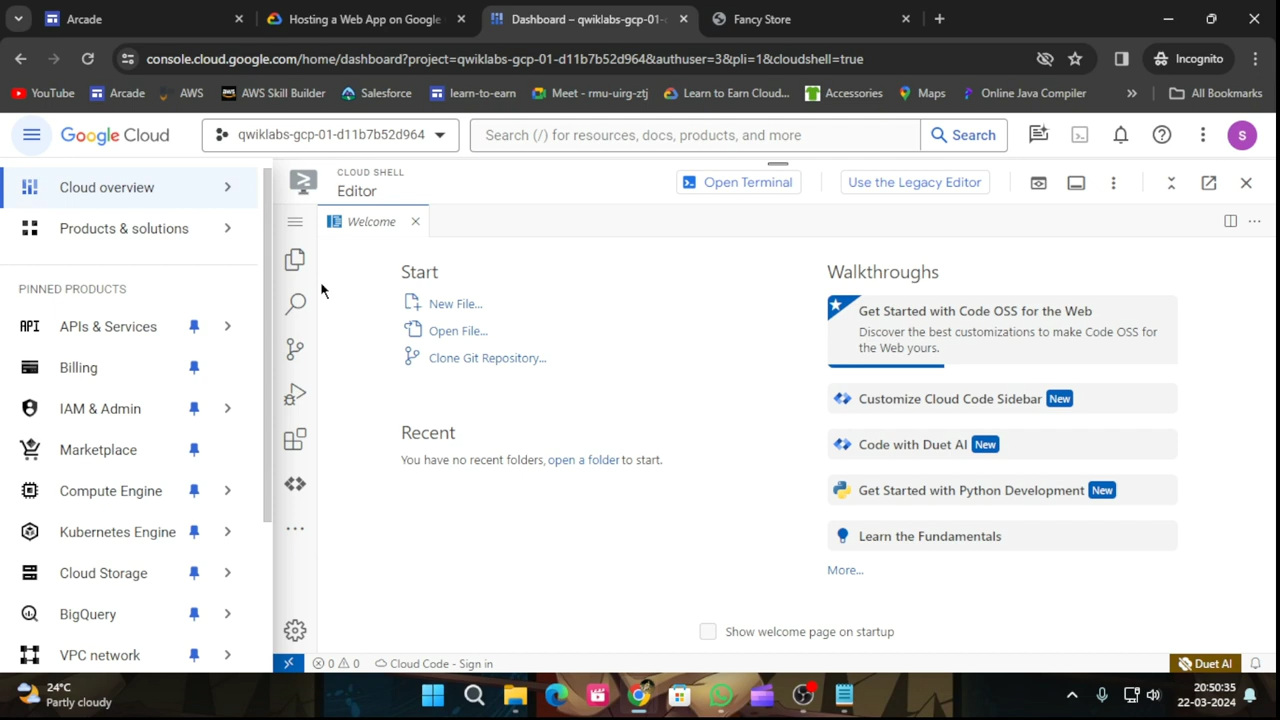 Arcade
Hosting a Web App on Google
Dashboard – qwiklabs-gcp-01-
Fancy Store
console.cloud.google.com/home/dashboard?project=qwiklabs-gcp-01-d11b7b52d964&authuser=3&pli=1&cloudshell=true
Incognito
YouTube
Arcade
AWS
AWS Skill Builder
Salesforce
learn-to-earn
Meet - rmu-uirg-ztj
Learn to Earn Cloud...
Accessories
Maps
Online Java Compiler
All Bookmarks
Google Cloud
qwiklabs-gcp-01-d11b7b52d964
Search (/) for resources, docs, products, and more
Search
S
Cloud overview
Products & solutions
PINNED PRODUCTS
API APIs & Services
Billing
IAM & Admin
Marketplace
Compute Engine
Kubernetes Engine
Cloud Storage
BigQuery
VPC network
CLOUD SHELL
Editor
Open Terminal
Use the Legacy Editor
Welcome
Start
New File...
Open File...
Clone Git Repository...
Recent
You have no recent folders, open a folder to start.
Walkthroughs
Get Started with Code OSS for the Web
Discover the best customizations to make Code OSS for
the Web yours.
Customize Cloud Code Sidebar New
Code with Duet AI New
Get Started with Python Development New
Learn the Fundamentals
More...
Show welcome page on startup
0 0
Cloud Code - Sign in
Duet AI
24°C
Partly cloudy
20:50:35
22-03-2024